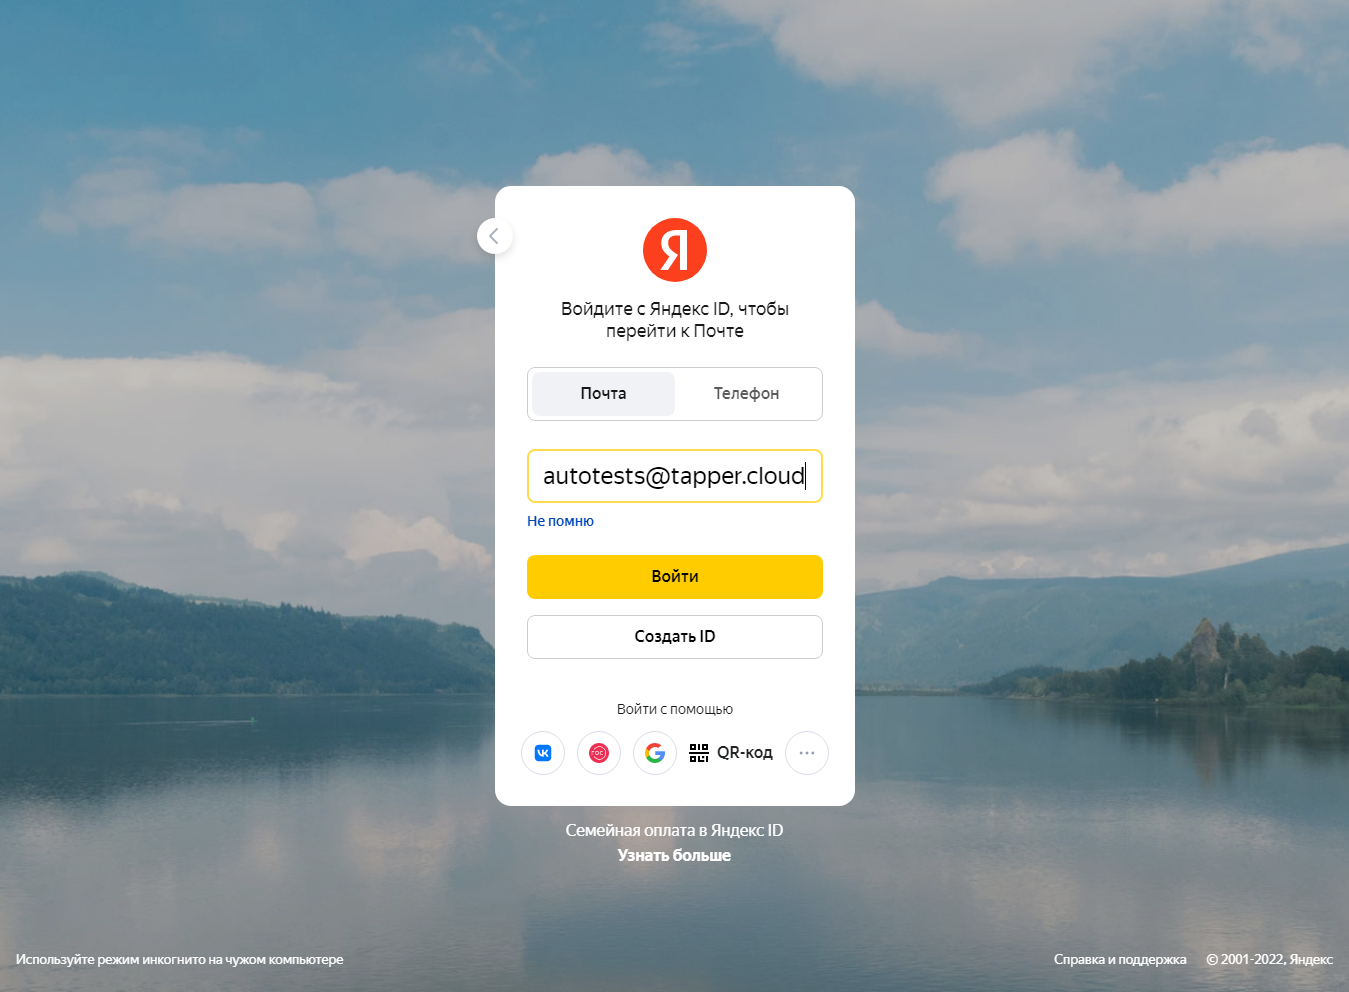 Я
Войдите с Яндекс ID, чтобы
перейти к Почте
Почта
Телефон
autotests@tapper.cloud
Не помню
Войти
Создать ID
Войти с помощью
гос
QR-код
Семейная оплата в Яндекс ID
Узнать больше
Используйте режим инкогнито на чужом компьютере
Справка и поддержка
© 2001-2022, Яндекс